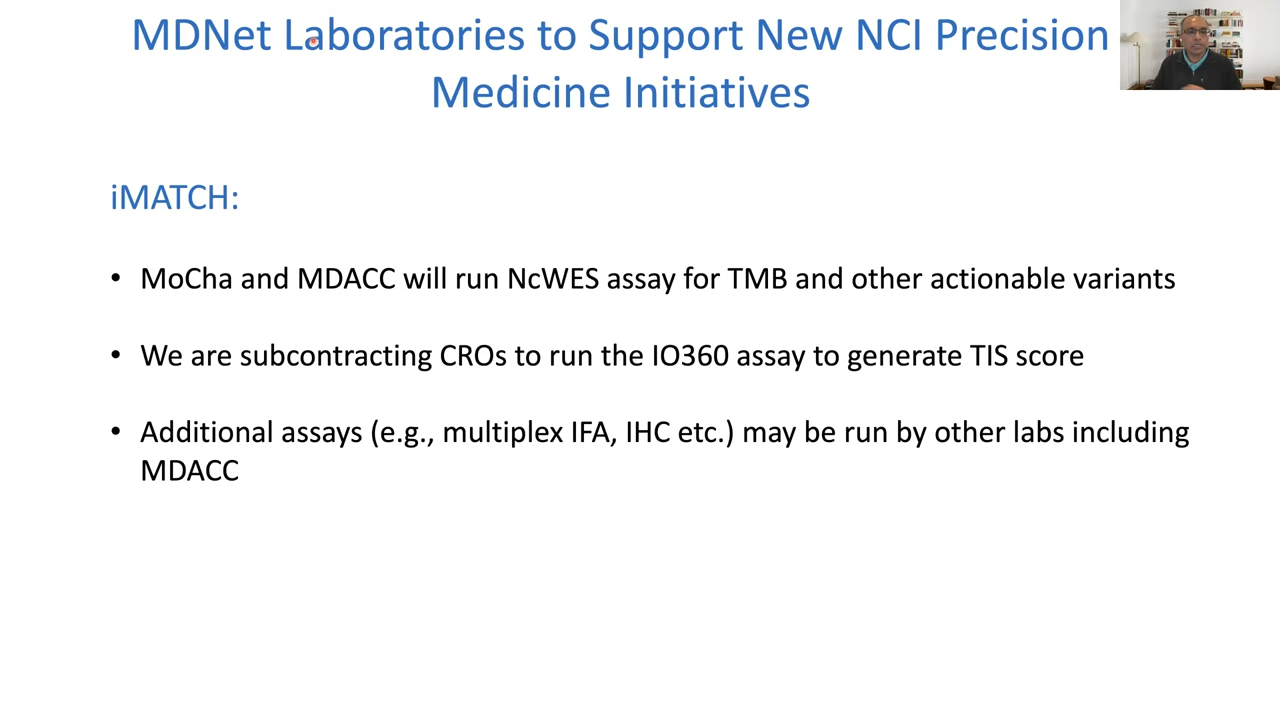 MDNet Laboratories to Support New NCI Precision
Medicine Initiatives
iMATCH:
• MoCha and MDACC will run NcWES assay for TMB and other actionable variants
• We are subcontracting CROs to run the IO360 assay to generate TIS score
• Additional assays (e.g., multiplex IFA, IHC etc.) may be run by other labs including
MDACC